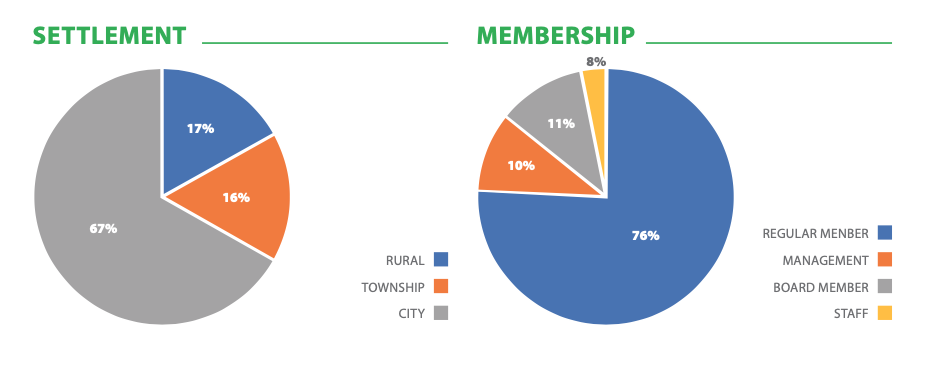 SETTLEMENT
17%
16%
67%
RURAL
TOWNSHIP
CITY
MEMBERSHIP
8%
11%
10%
76%
REGULAR MENBER
MANAGEMENT
BOARD MEMBER
STAFF